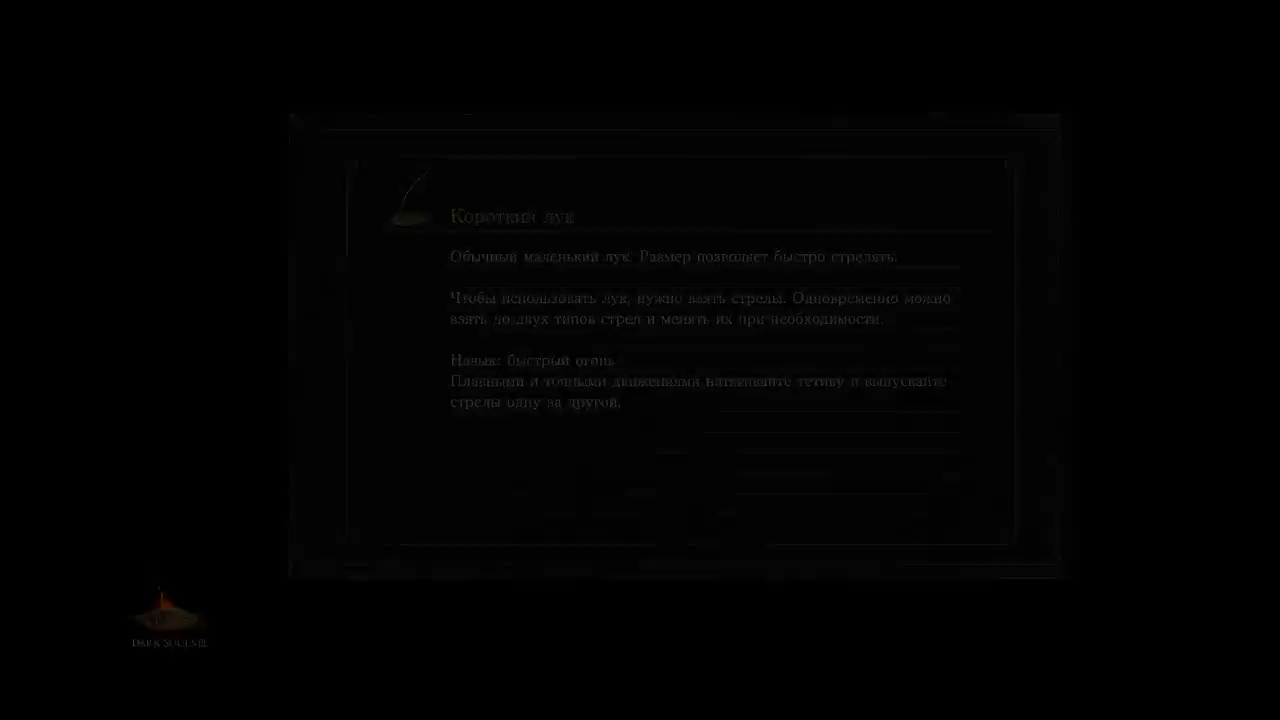 Короткий лук
Обычный маленький лук. Размер позволяет быстро стрелять.
Чтобы использовать лук, нужно взять стрелы. Одновременно можно
взять до двух типов стрел и менять их при необходимости.
Навык: быстрый огонь
Плавными и точными движениями натягивайте тетиву и выпускайте
стрелы одну за другой.
DARK SOULS III